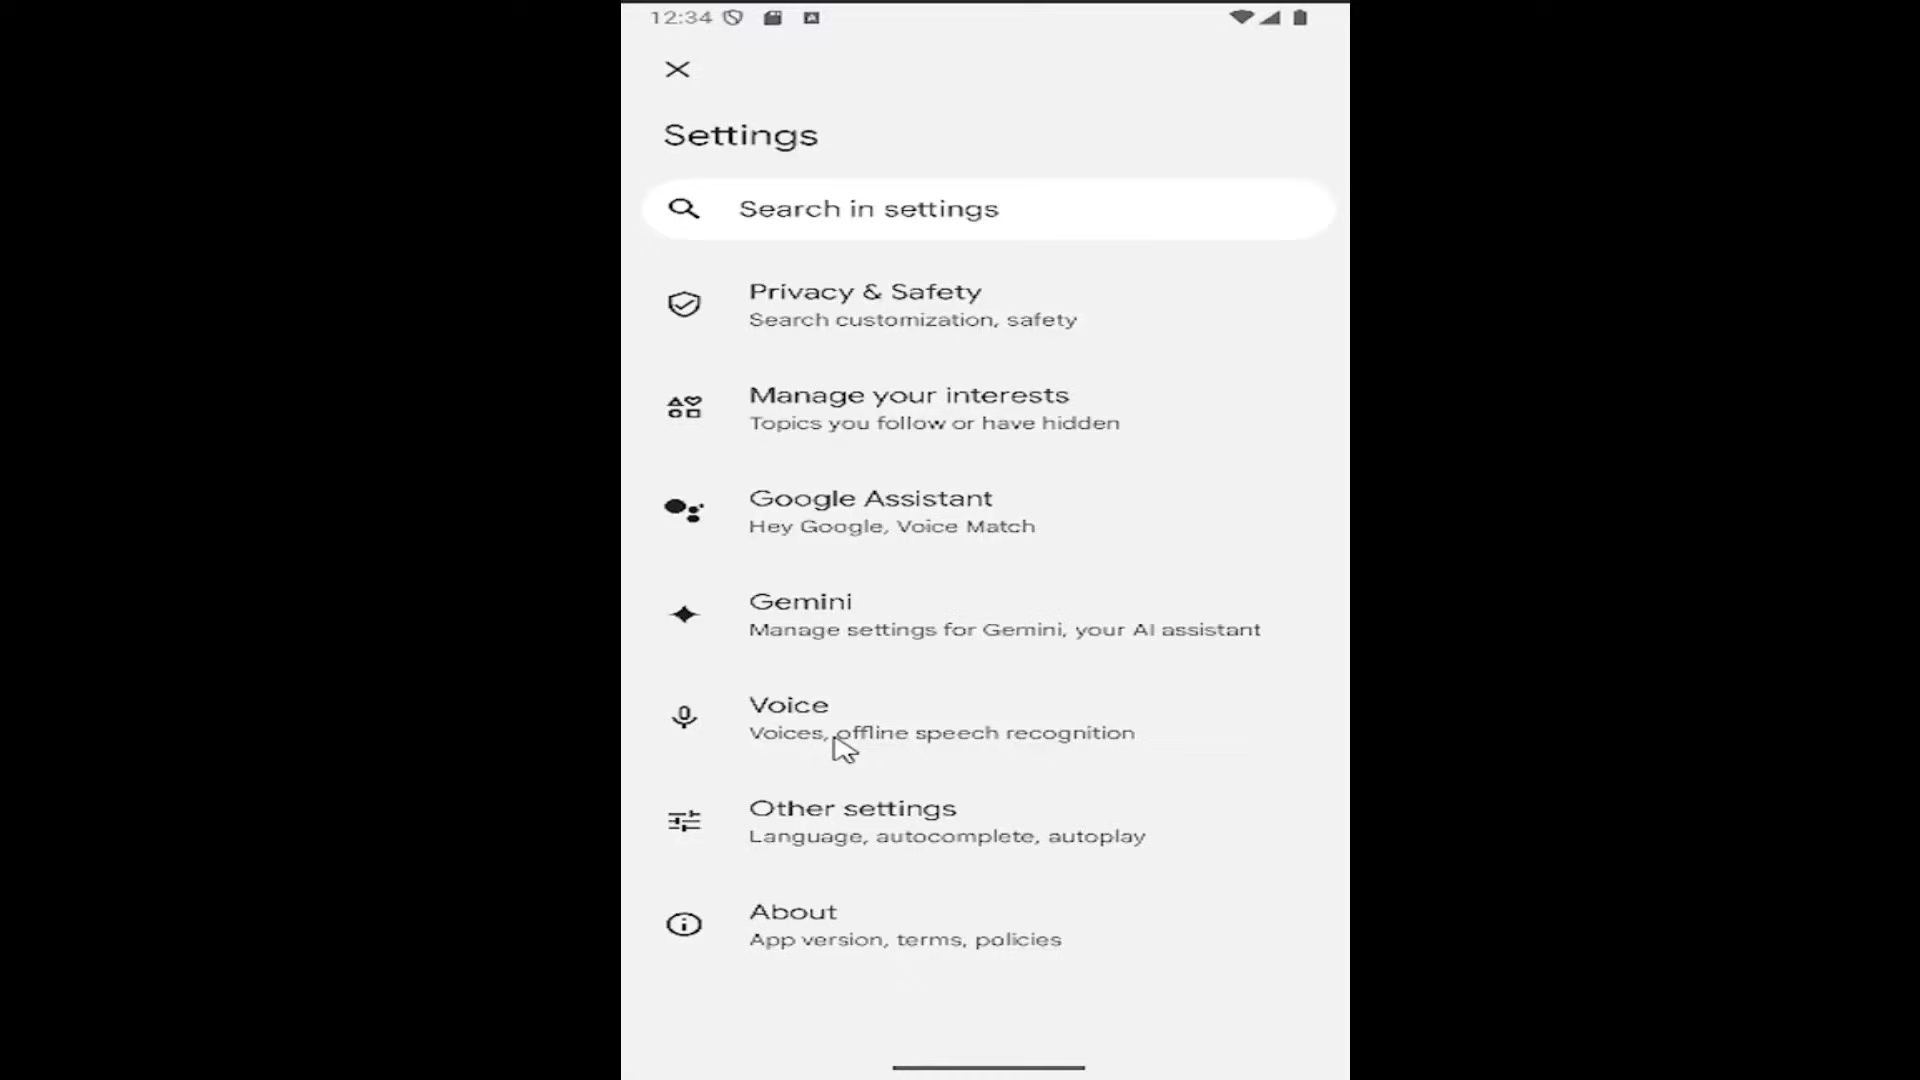 12:34
Settings
Search in settings
Privacy & Safety
Search customization, safety
Manage your interests
Topics you follow or have hidden
Google Assistant
Hey Google, Voice Match
Gemini
Manage settings for Gemini, your AI assistant
Voice
Voices, offline speech recognition
Other settings
Language, autocomplete, autoplay
About
App version, terms, policies